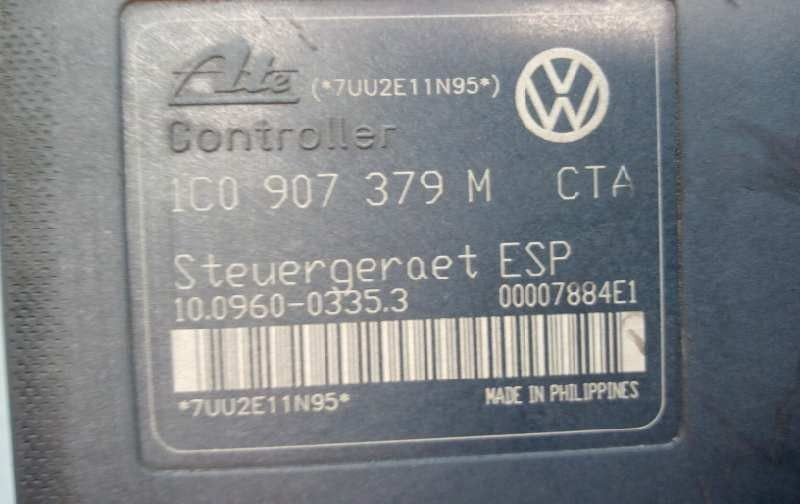 Ate (*7UU2E11N95*)
Controller
1C0 907 379 M CTA
Steuergeraet ESP
10.0960-0335.3 00007884E1
*7UU2E11N95* MADE IN PHILIPPINES